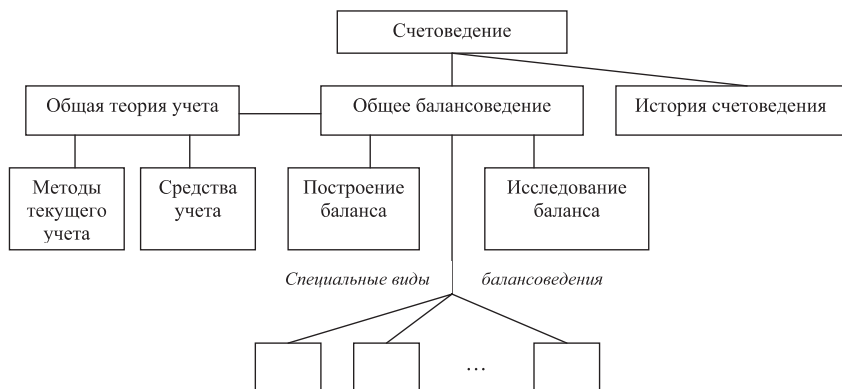 Счетоведение
Общая теория учета
Общее балансоведение
История счетоведения
Методы
текущего
учета
Средства
учета
Построение
баланса
Исследование
баланса
Специальные виды балансоведения
…